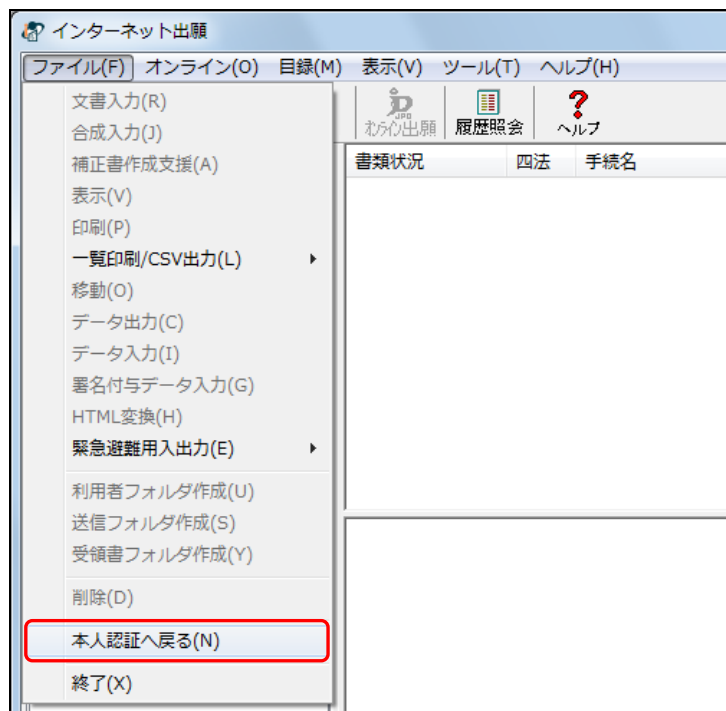 インターネット出願
ファイル(F) オンライン(O) 目録(M) 表示(V) ツール(T) ヘルプ(H)
文書入力(R)
合成入力(J)
補正書作成支援(A)
表示(V)
印刷(P)
一覧印刷/CSV出力(L)
移動(O)
データ出力(C)
データ入力(I)
署名付与データ入力(G)
HTML変換(H)
緊急避難用入出力(E)
利用者フォルダ作成(U)
送信フォルダ作成(S)
受領書フォルダ作成(Y)
削除(D)
本人認証へ戻る(N)
終了(X)
JPO
オンライン出願 履歴照会 ヘルプ
書類状況 四法 手続名